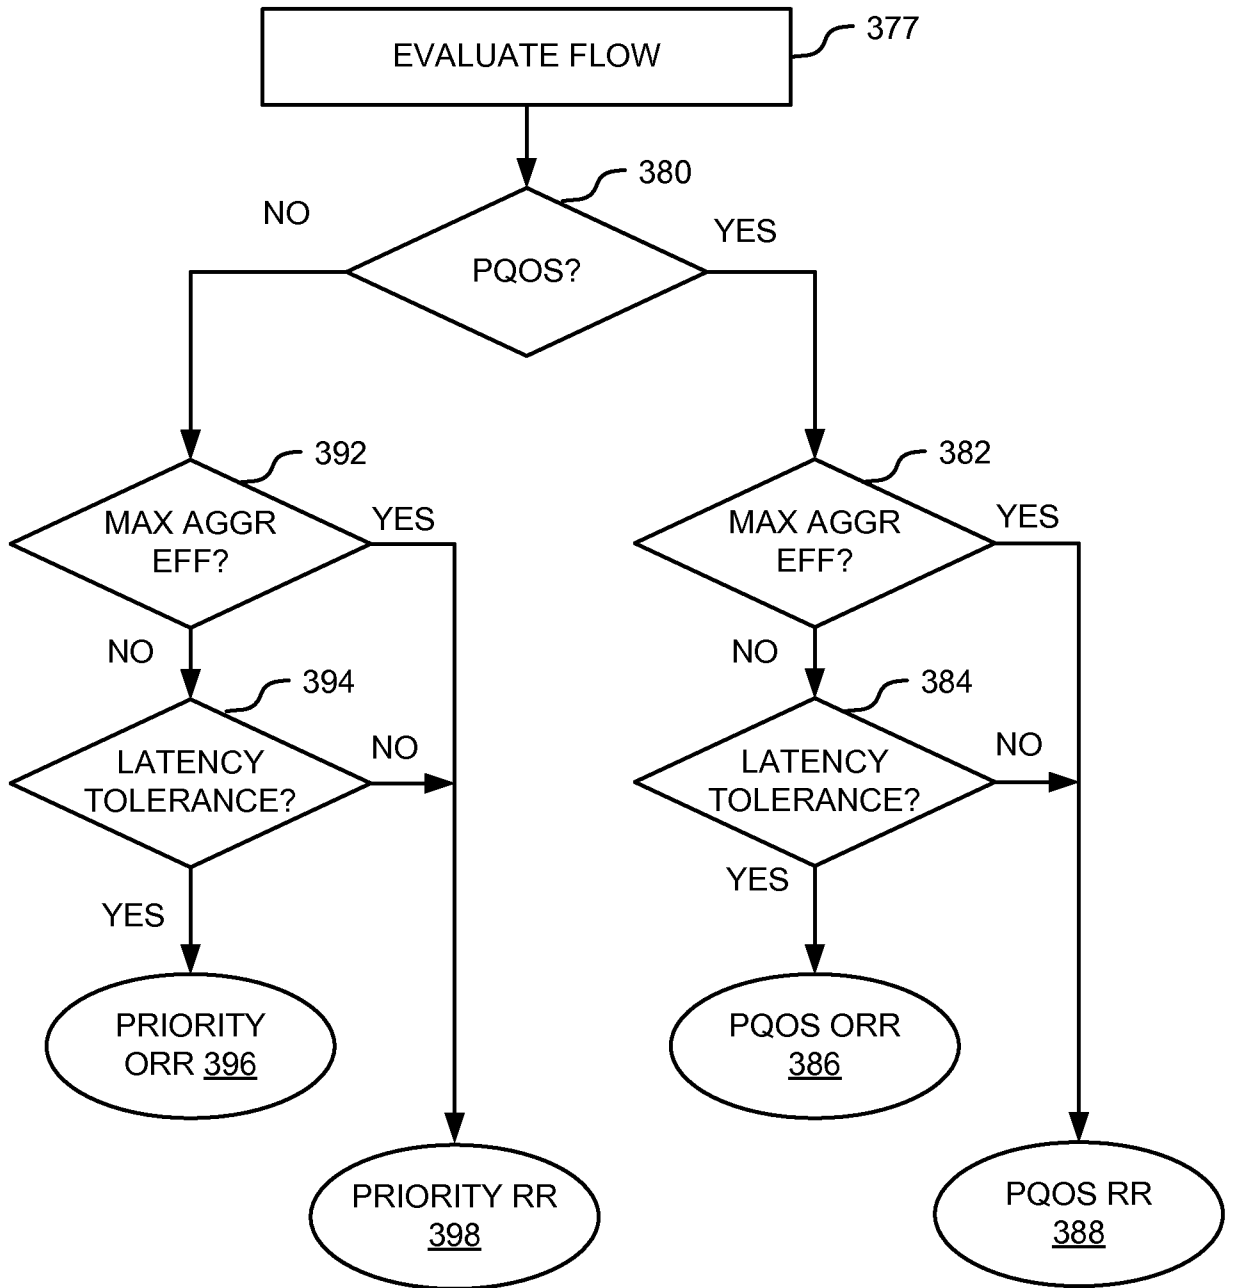 EVALUATE FLOW
377
380
NO
YES
PQOS?
392
382
MAX AGGR
EFF?
YES
MAX AGGR
EFF?
YES
NO
NO
394
384
LATENCY
TOLERANCE?
NO
LATENCY
TOLERANCE?
NO
YES
YES
PRIORITY
ORR 396
PQOS ORR
386
PRIORITY RR
398
PQOS RR
388